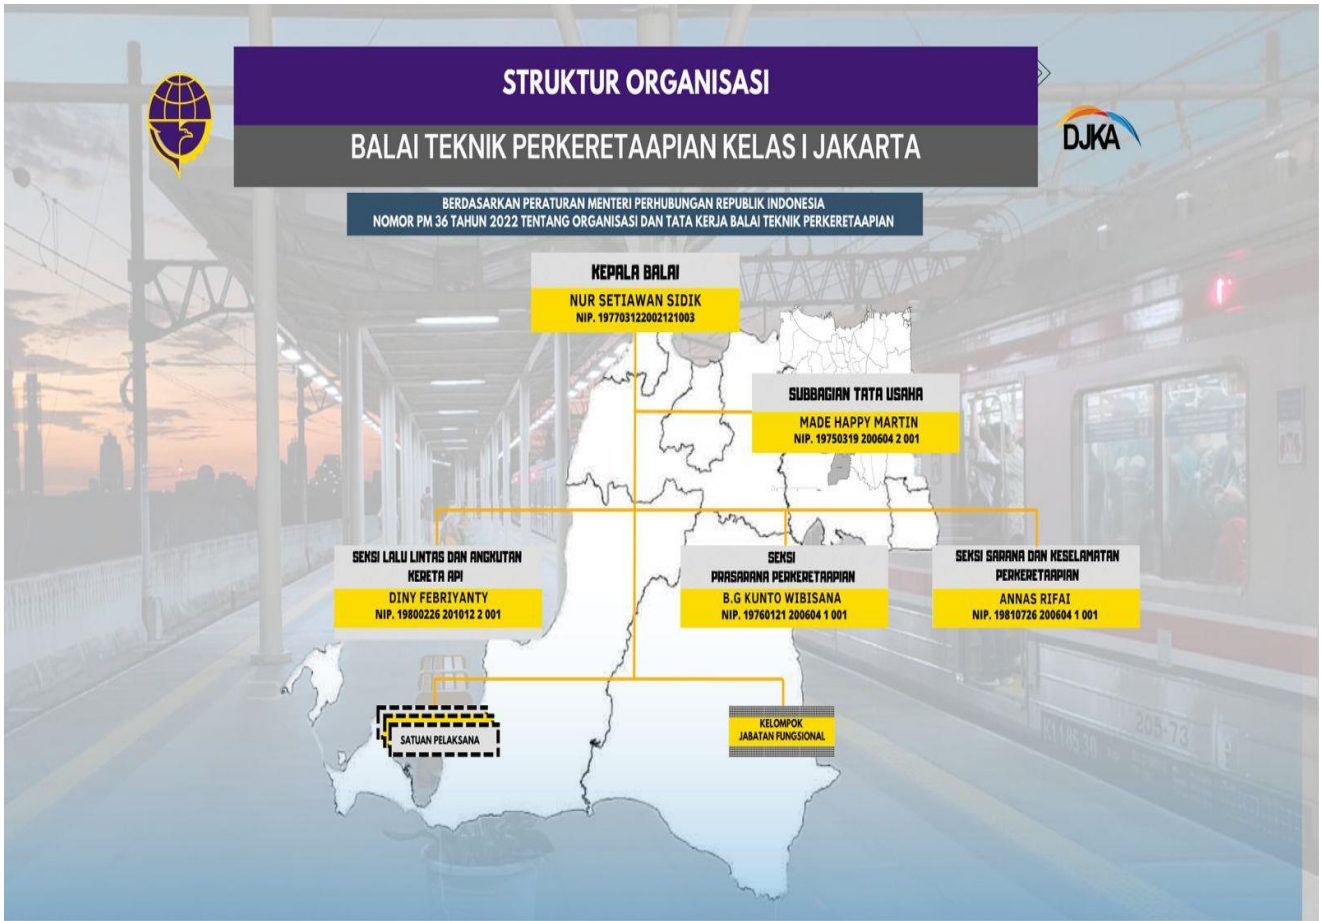 STRUKTUR ORGANISASI
BALAI TEKNIK PERKERETAAPIAN KELAS I JAKARTA
DJKA
BERDASARKAN PERATURAN MENTERI PERHUBUNGAN REPUBLIK INDONESIA
NOMOR PM 36 TAHUN 2022 TENTANG ORGANISASI DAN TATA KERJA BALAI TEKNIK PERKERETAAPIAN
KEPALA BALAI
NUR SETIAWAN SIDIK
NIP. 197703122002121003
SUBBAGIAN TATA USAHA
MADE HAPPY MARTIN
NIP. 19750319 200604 2 001
SEKSI LALU LINTAS DAN ANGKUTAN
KERETA API
DINY FEBRIYANTY
NIP. 19800226 201012 2 001
SEKSI
PRASARANA PERKERETAAPIAN
B.G KUNTO WIBISANA
NIP. 19760121 200604 1 001
SEKSI SARANA DAN KESELAMATAN
PERKERETAAPIAN
ANNAS RIFAI
NIP. 19810726 200604 1 001
SATUAN PELAKSANA
KELOMPOK
JABATAN FUNGSIONAL
205-73